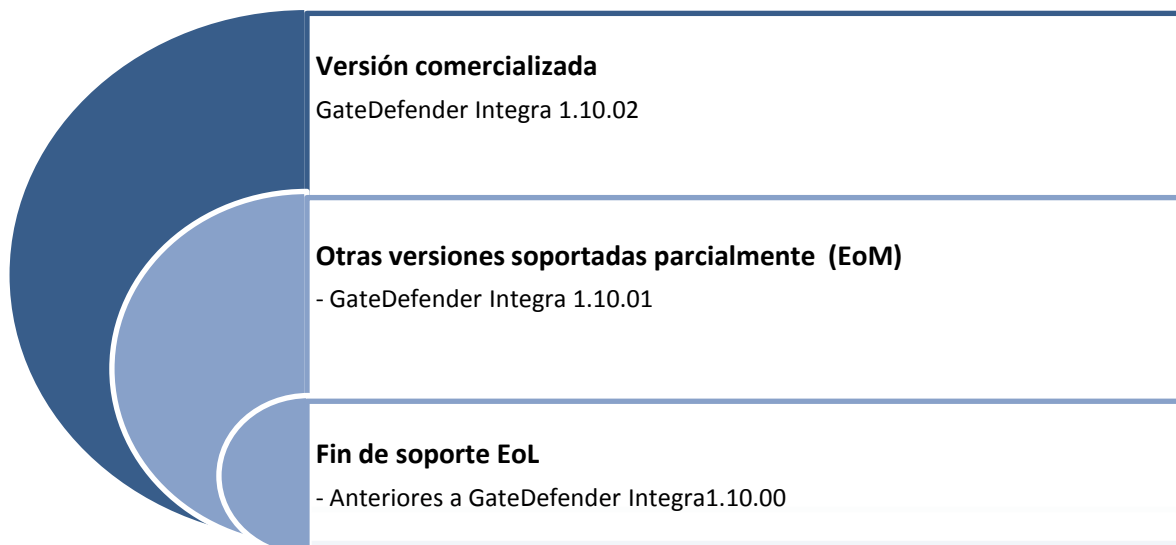 Versión comercializada
GateDefender Integra 1.10.02
Otras versiones soportadas parcialmente (EoM)
- GateDefender Integra 1.10.01
Fin de soporte EoL
- Anteriores a GateDefender Integra1.10.00